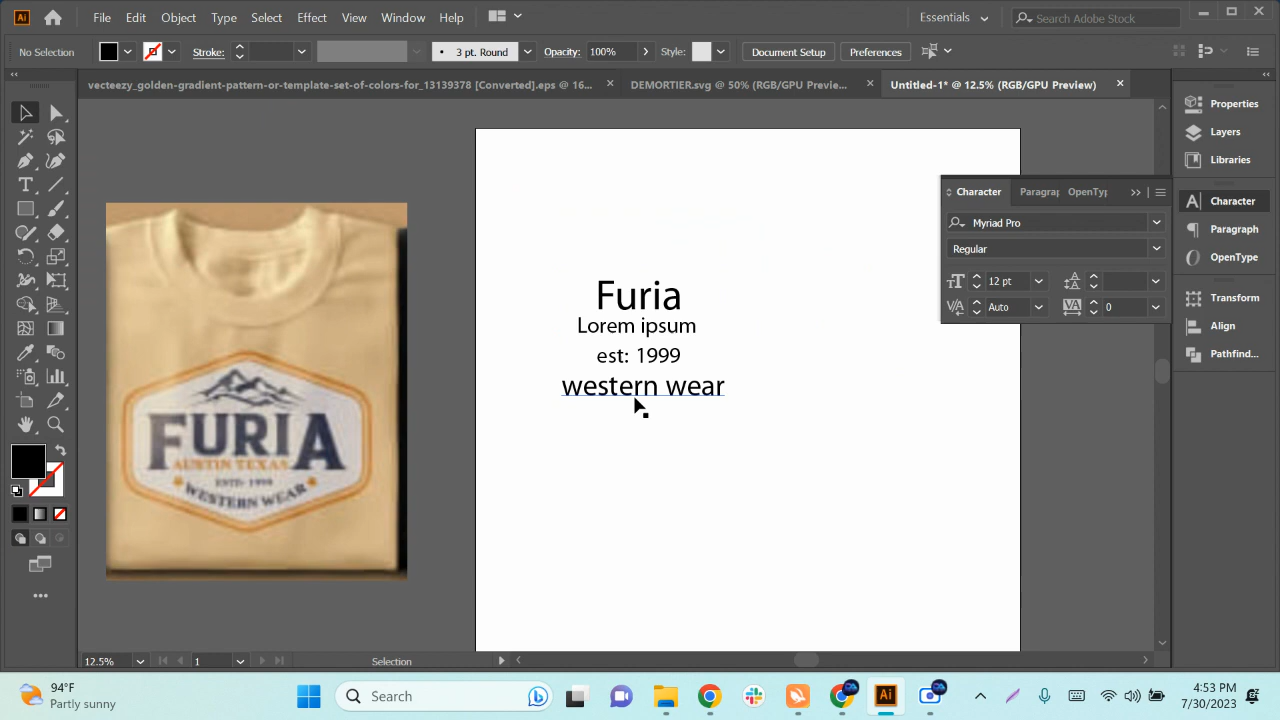 Ai File Edit Object Type Select Effect View Window Help Essentials Search Adobe Stock
No Selection Stroke: 3 pt. Round Opacity: 100% Style: Document Setup Preferences
vecteezy_golden-gradient-pattern-or-template-set-of-colors-for_13139378 [Converted].eps @ 16... DEMORTIER.svg @ 50% (RGB/GPU Previe... Untitled-1* @ 12.5% (RGB/GPU Preview)
Properties
Layers
Libraries
Character
Paragraph
OpenType
Transform
Align
Pathfind...
Character Paragra OpenTyp
Myriad Pro
Regular
12 pt
Auto 0
Furia
Lorem ipsum
est: 1999
western wear
FURIA
AUSTIN TEXAS
ESTD: 1999
WESTERN WEAR
12.5% 1 Selection
94°F
Partly sunny
Search
Ai
4:53 PM
7/30/2023